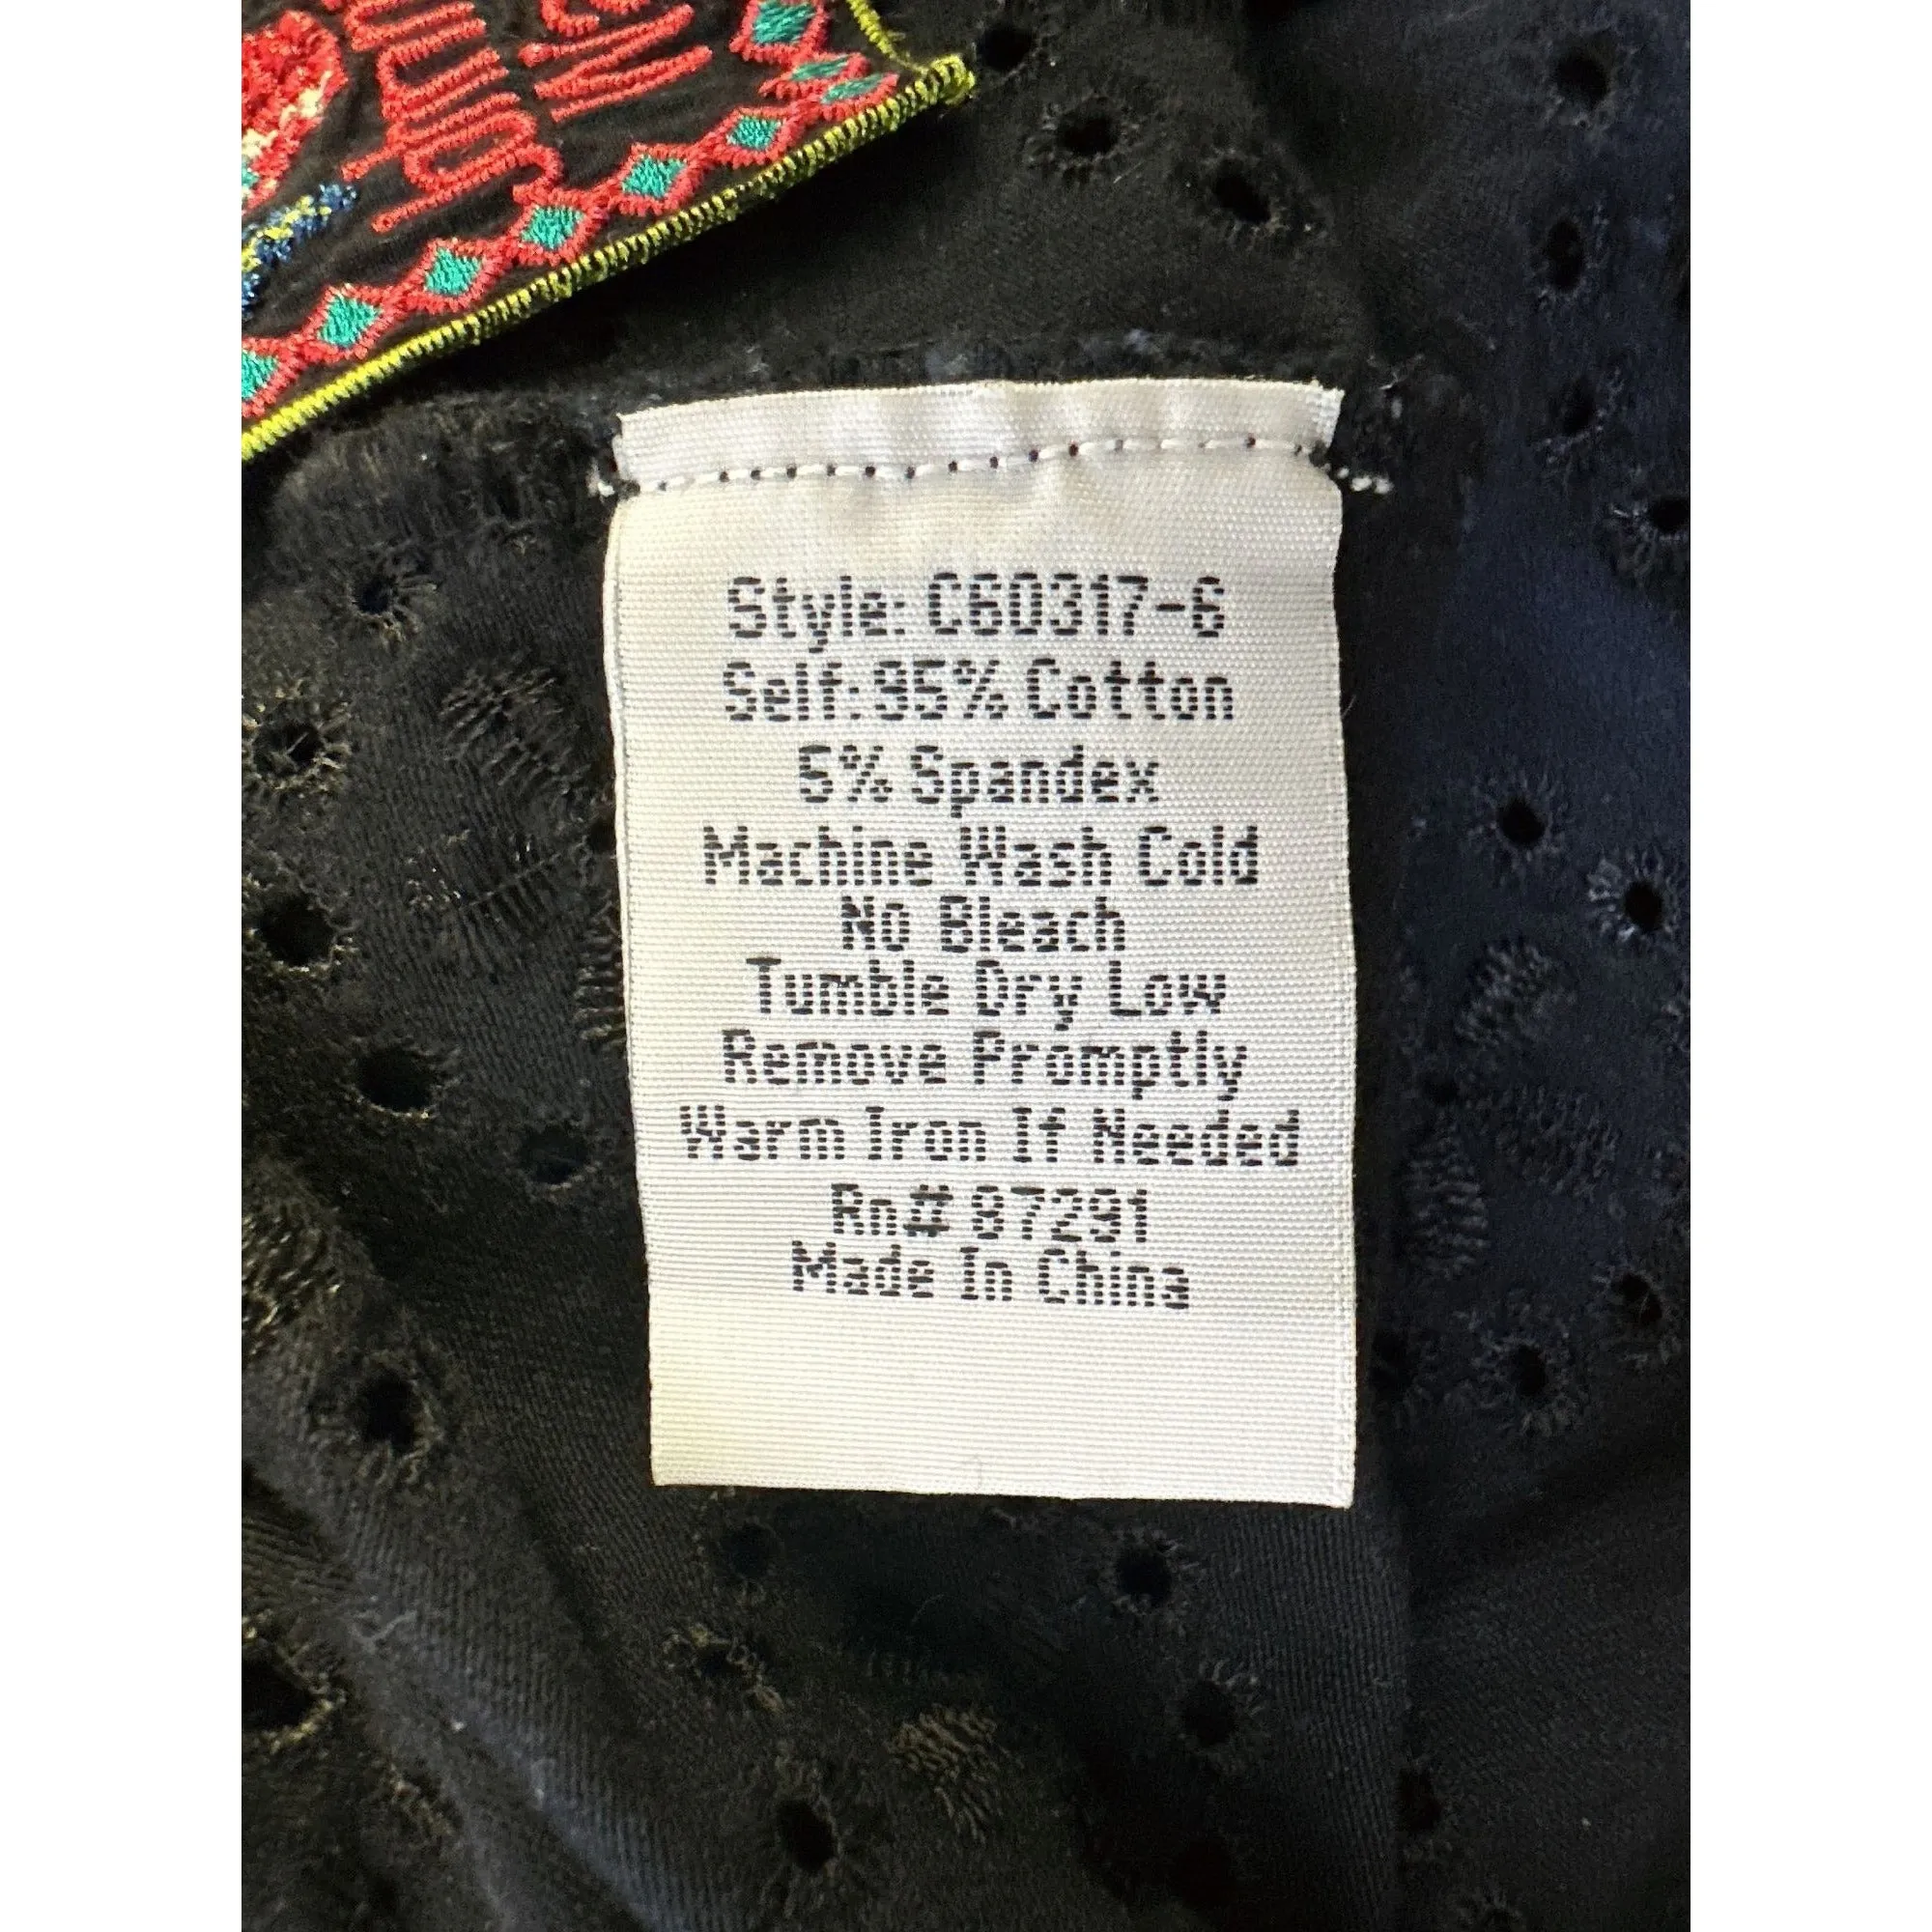 Style: C60317-6
Self: 95% Cotton
5% Spandex
Machine Wash Cold
No Bleach
Tumble Dry Low
Remove Promptly
Warm Iron If Needed
Rn# 97291
Made In China